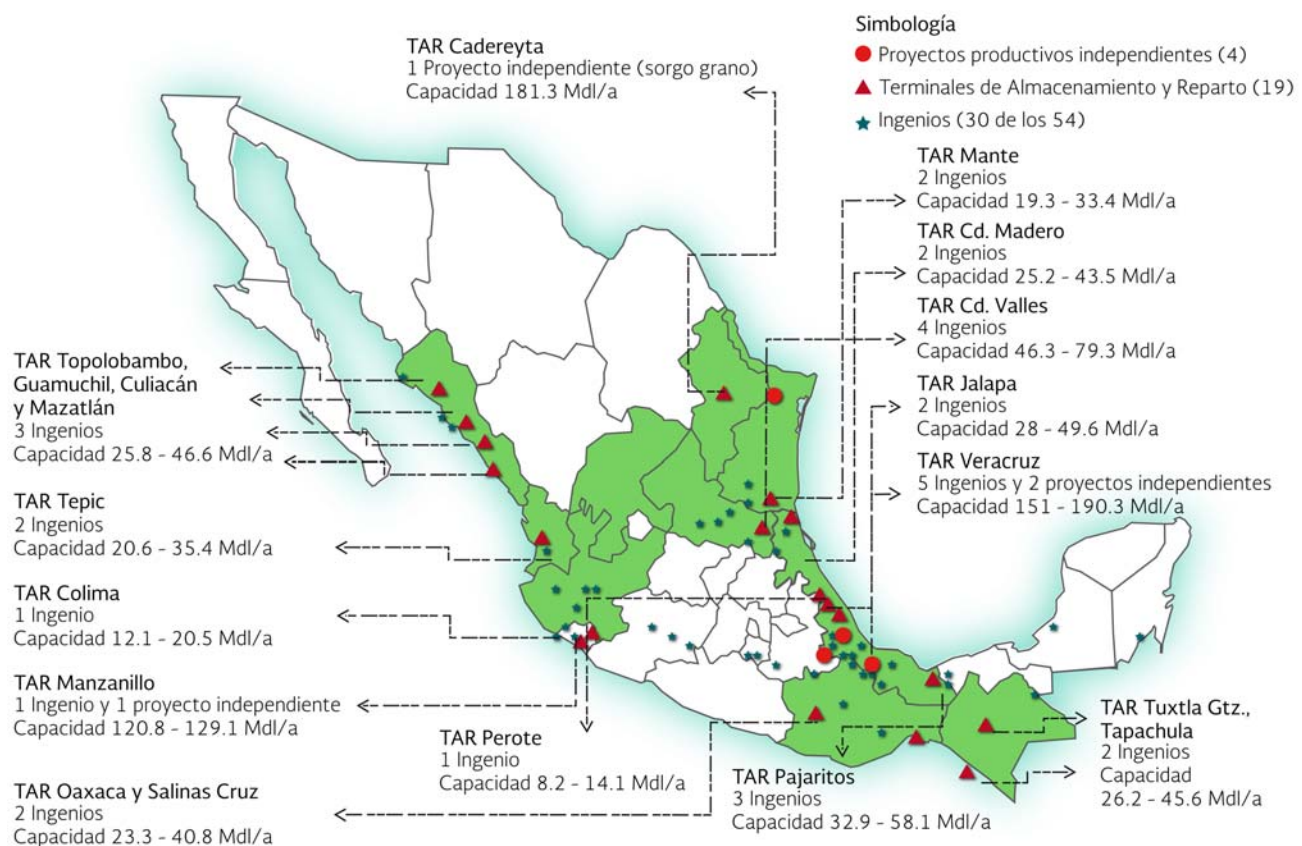 Simbología
Proyectos productivos independientes (4)
Terminales de Almacenamiento y Reparto (19)
Ingenios (30 de los 54)
TAR Cadereyta
1 Proyecto independiente (sorgo grano)
Capacidad 181.3 Mdl/a
TAR Mante
2 Ingenios
Capacidad 19.3 - 33.4 Mdl/a
TAR Cd. Madero
2 Ingenios
Capacidad 25.2 - 43.5 Mdl/a
TAR Cd. Valles
4 Ingenios
Capacidad 46.3 - 79.3 Mdl/a
TAR Jalapa
2 Ingenios
Capacidad 28 - 49.6 Mdl/a
TAR Veracruz
5 Ingenios y 2 proyectos independientes
Capacidad 151 - 190.3 Mdl/a
TAR Topolobambo,
Guamuchil, Culiacán
y Mazatlán
3 Ingenios
Capacidad 25.8 - 46.6 Mdl/a
TAR Tepic
2 Ingenios
Capacidad 20.6 - 35.4 Mdl/a
TAR Colima
1 Ingenio
Capacidad 12.1 - 20.5 Mdl/a
TAR Manzanillo
1 Ingenio y 1 proyecto independiente
Capacidad 120.8 - 129.1 Mdl/a
TAR Oaxaca y Salinas Cruz
2 Ingenios
Capacidad 23.3 - 40.8 Mdl/a
TAR Perote
1 Ingenio
Capacidad 8.2 - 14.1 Mdl/a
TAR Pajaritos
3 Ingenios
Capacidad 32.9 - 58.1 Mdl/a
TAR Tuxtla Gtz.,
Tapachula
2 Ingenios
Capacidad
26.2 - 45.6 Mdl/a